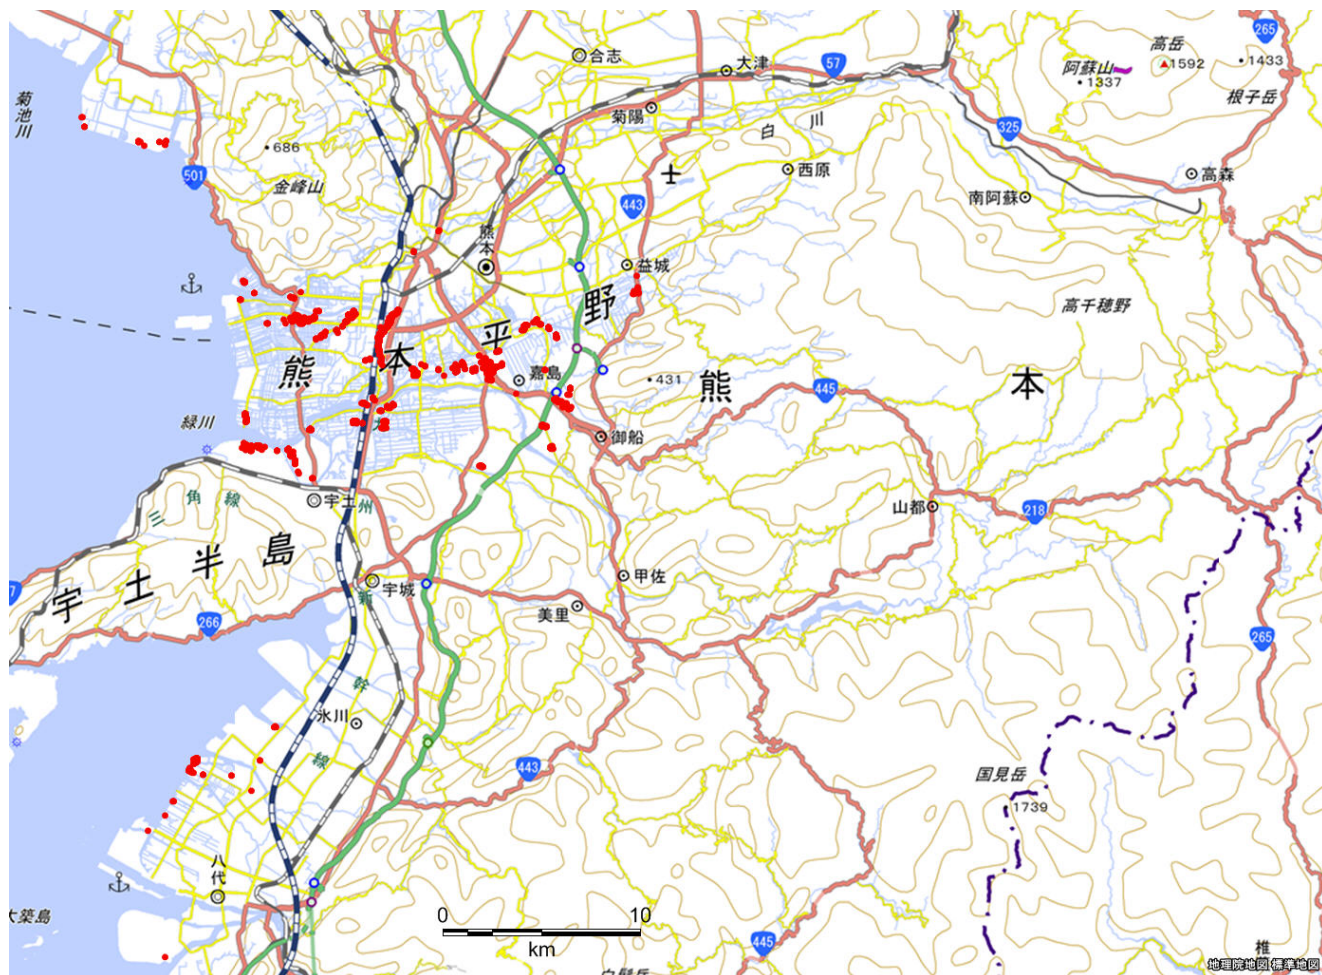 265
高岳
1592
1433
阿蘇山
1337
根子岳
合志
大津
57
菊池川
菊陽
白川
325
686
501
金峰山
西原
高森
南阿蘇
443
熊本
益城
野
高千穂野
平
本
熊
嘉島
431
熊
本
445
緑川
御船
宇土
州
三角線
山都
218
宇土半島
甲佐
新
宇城
美里
266
265
幹
氷川
線
443
国見岳
1739
八代
0
10
km
445
椎
地理院地図 標準地図